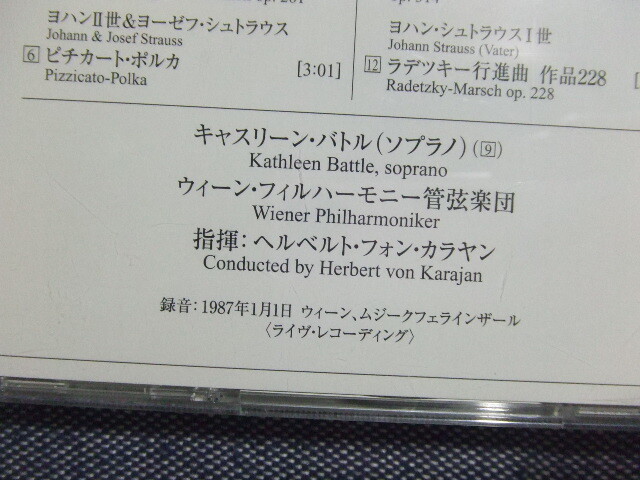 ヨハンⅡ世&ヨーゼフ・シュトラウス
Johann & Josef Strauss
6 ピチカート・ポルカ [3:01]
Pizzicato-Polka
ヨハン・シュトラウスⅠ世
Johann Strauss (Vater)
12 ラデツキー行進曲 作品228
Radetzky-Marsch op. 228
キャスリーン・バトル(ソプラノ)(9)
Kathleen Battle, soprano
ウィーン・フィルハーモニー管弦楽団
Wiener Philharmoniker
指揮:ヘルベルト・フォン・カラヤン
Conducted by Herbert von Karajan
録音:1987年1月1日 ウィーン、ムジークフェラインザール
〈ライヴ・レコーディング〉